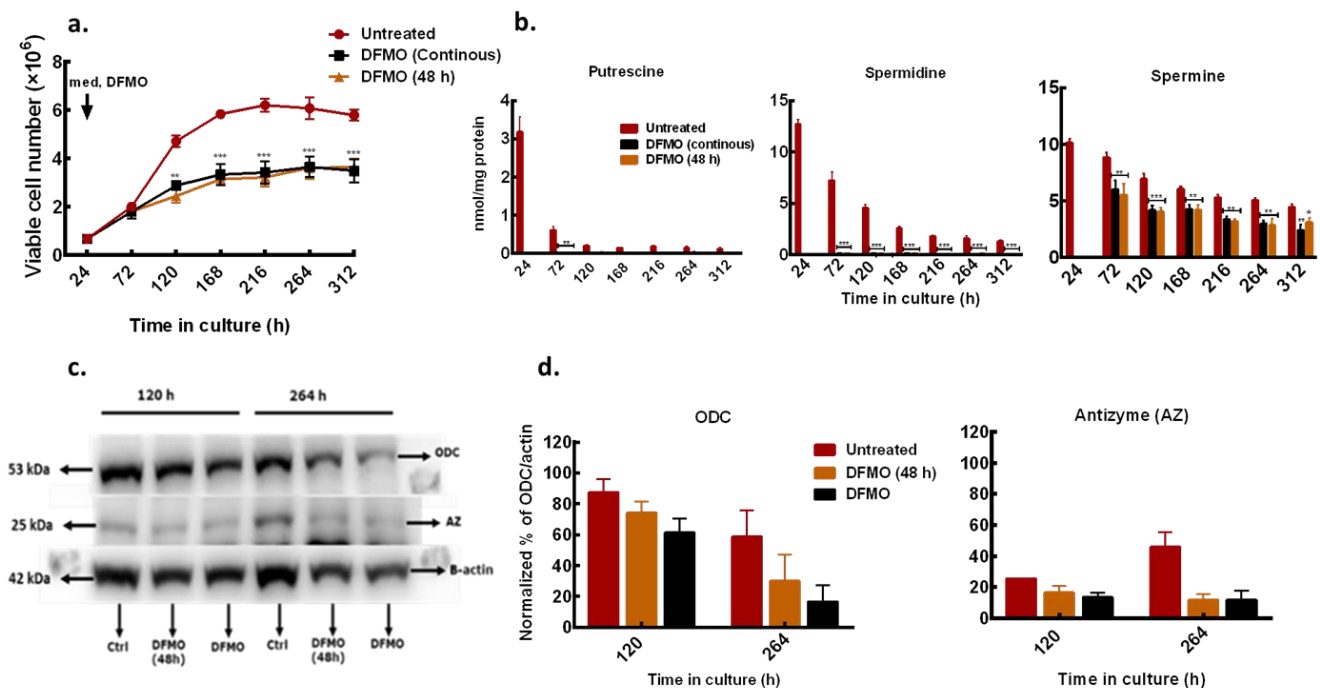 a.
Untreated
DFMO (Continous)
DFMO (48 h)
Viable cell number (×10⁶)
8
6
4
2
0
med, DFMO
**
***
***
***
***
24
72
120
168
216
264
312
Time in culture (h)
b.
Putrescine
nmol/mg protein
4
3
2
1
0
Untreated
DFMO (continous)
DFMO (48 h)
**
24
72
120
168
216
264
312
Spermidine
15
10
5
0
***
***
***
***
***
***
24
72
120
168
216
264
312
Time in culture (h)
Spermine
15
10
5
0
**
***
**
**
**
**
*
24
72
120
168
216
264
312
c.
120 h
264 h
53 kDa
ODC
25 kDa
AZ
42 kDa
B-actin
Ctrl
DFMO
(48h)
DFMO
Ctrl
DFMO
(48h)
DFMO
d.
ODC
Normalized % of ODC/actin
120
100
80
60
40
20
0
120
264
Time in culture (h)
Untreated
DFMO (48 h)
DFMO
Antizyme (AZ)
120
100
80
60
40
20
0
120
264
Time in culture (h)